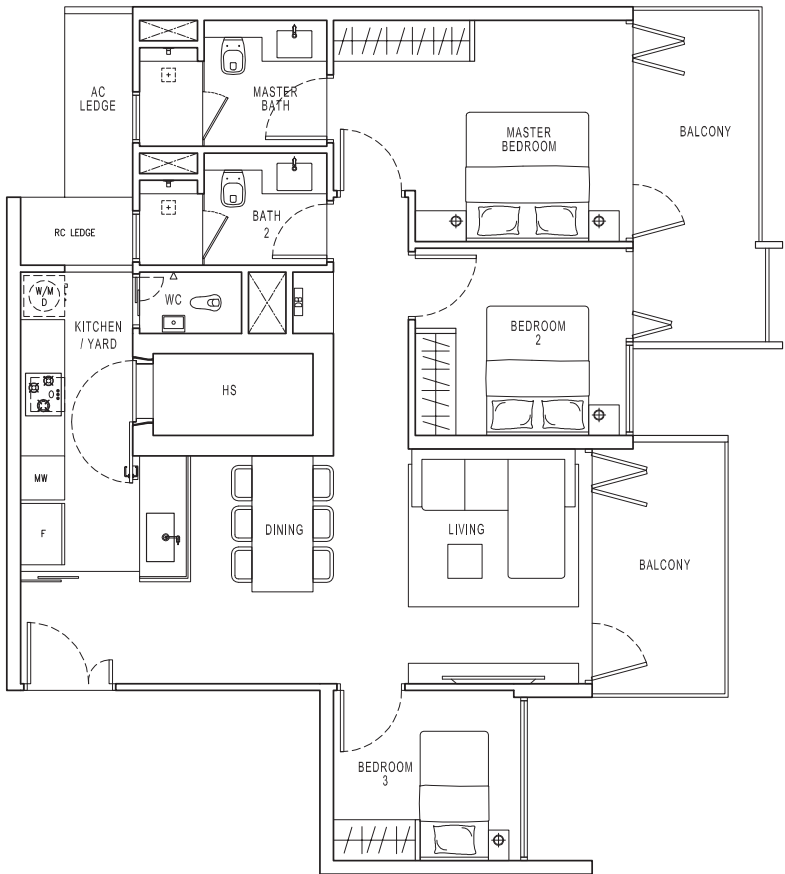 AC
LEDGE
MASTER
BATH
MASTER
BEDROOM
BALCONY
BATH
2
RC LEDGE
W/M
D
WC
DB
KITCHEN
/ YARD
BEDROOM
2
HS
MW
F
DINING
LIVING
BALCONY
BEDROOM
3